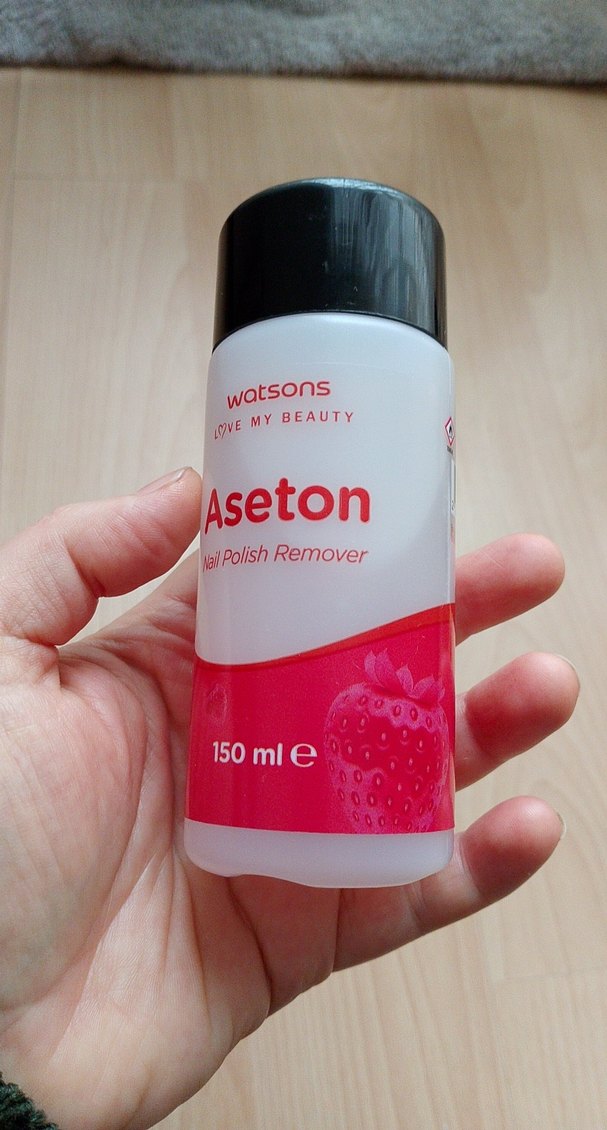 watsons
LOVE MY BEAUTY
Aseton
Nail Polish Remover
150 ml ℮